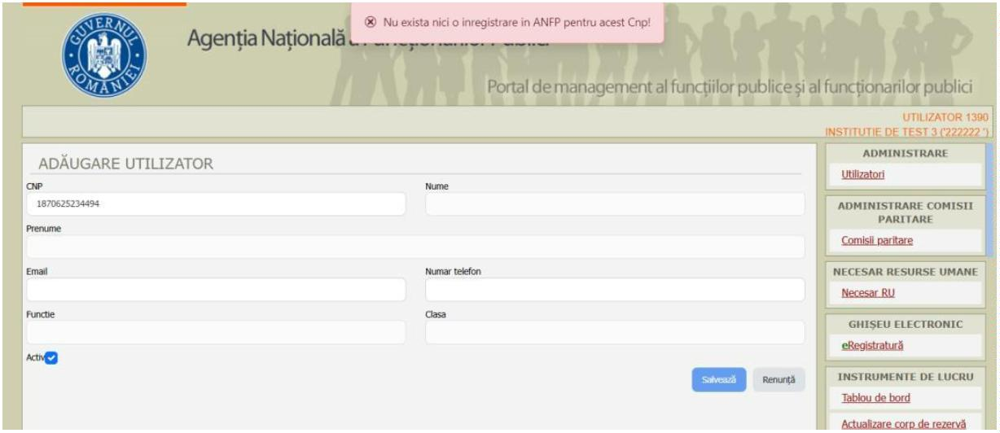 Nu exista nici o inregistrare in ANFP pentru acest Cnp!
GUVERNUL ROMÂNIEI
Agenția Națională a Funcționarilor Publici
Portal de management al funcțiilor publice și al funcționarilor publici
UTILIZATOR 1390
INSTITUTIE DE TEST 3 ('222222 ')
ADĂUGARE UTILIZATOR
CNP
Nume
1870625234494
Prenume
Email
Numar telefon
Functie
Clasa
Activ
Salvează
Renunță
ADMINISTRARE
Utilizatori
ADMINISTRARE COMISII
PARITARE
Comisii paritare
NECESAR RESURSE UMANE
Necesar RU
GHIȘEU ELECTRONIC
eRegistratură
INSTRUMENTE DE LUCRU
Tablou de bord
Actualizare corp de rezervă